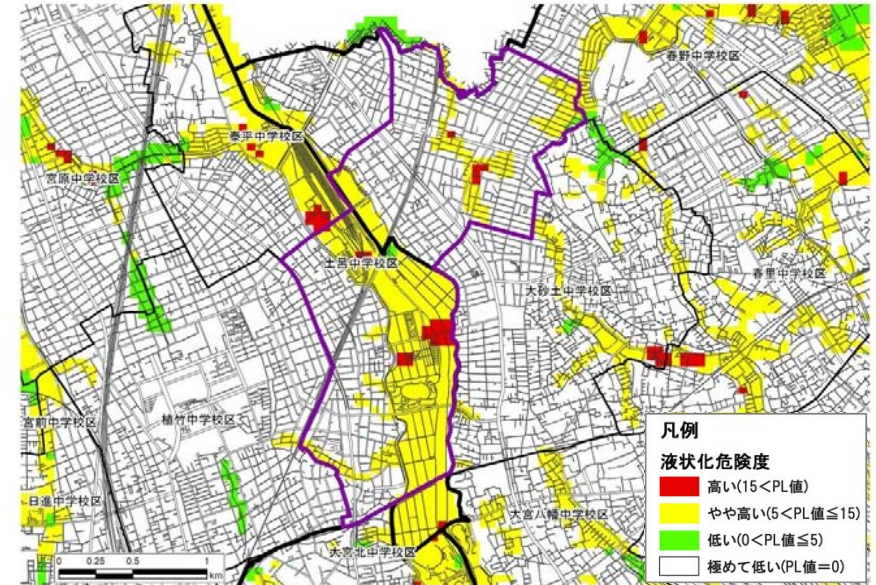 春野中学校区
泰平中学校区
宮原中学校区
土呂中学校区
春里中学校区
大砂土中学校区
宮前中学校区
植竹中学校区
日進中学校区
大宮八幡中学校区
大宮北中学校区
0 0.25 0.5 1
km
凡例
液状化危険度
高い(15<PL値)
やや高い(5<PL値≦15)
低い(0<PL値≦5)
極めて低い(PL値=0)